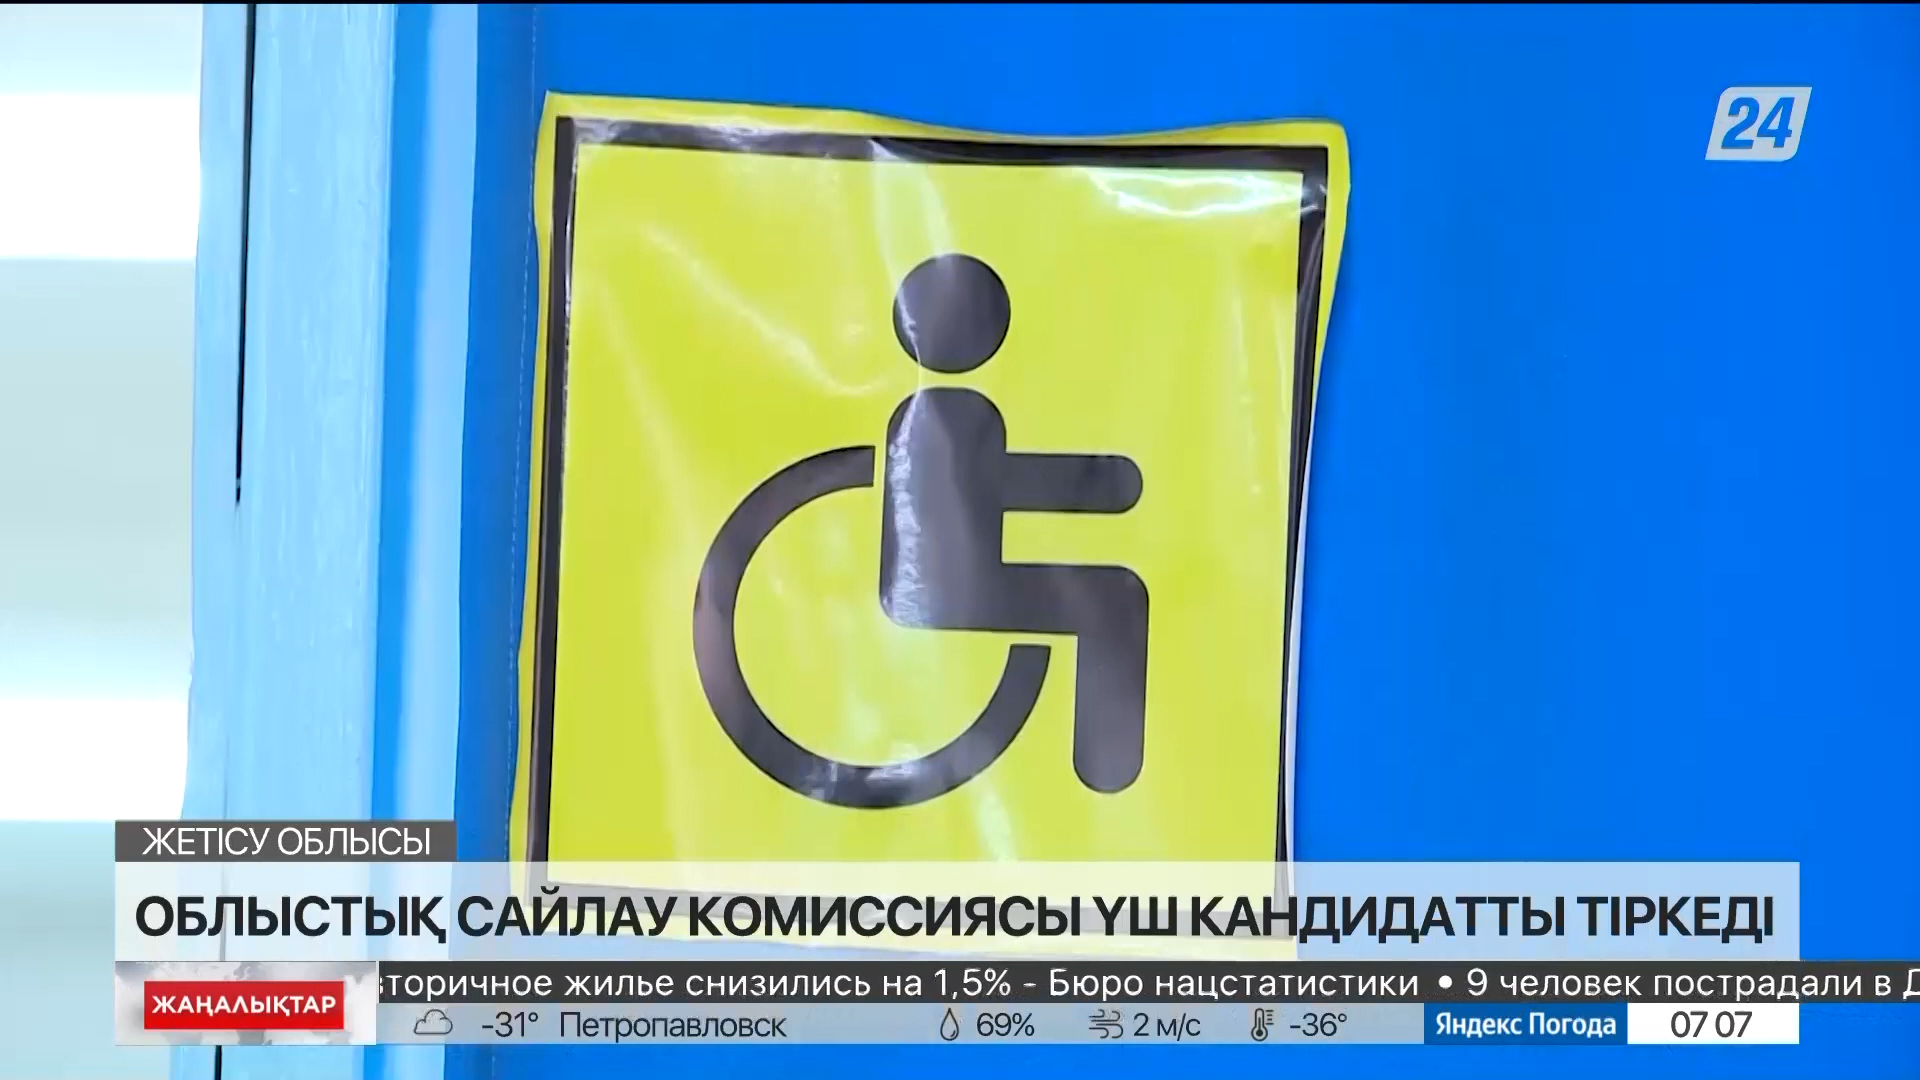 24
ЖЕТІСУ ОБЛЫСЫ
ОБЛЫСТЫҚ САЙЛАУ КОМИССИЯСЫ ҮШ КАНДИДАТТЫ ТІРКЕДІ
жилье снизились на 1,5% - Бюро нацстатистики • 9 человек пострадали в
ЖАҢАЛЫҚТАР
-31° Петропавловск 69% 2 м/с -36° Яндекс Погода 07 07